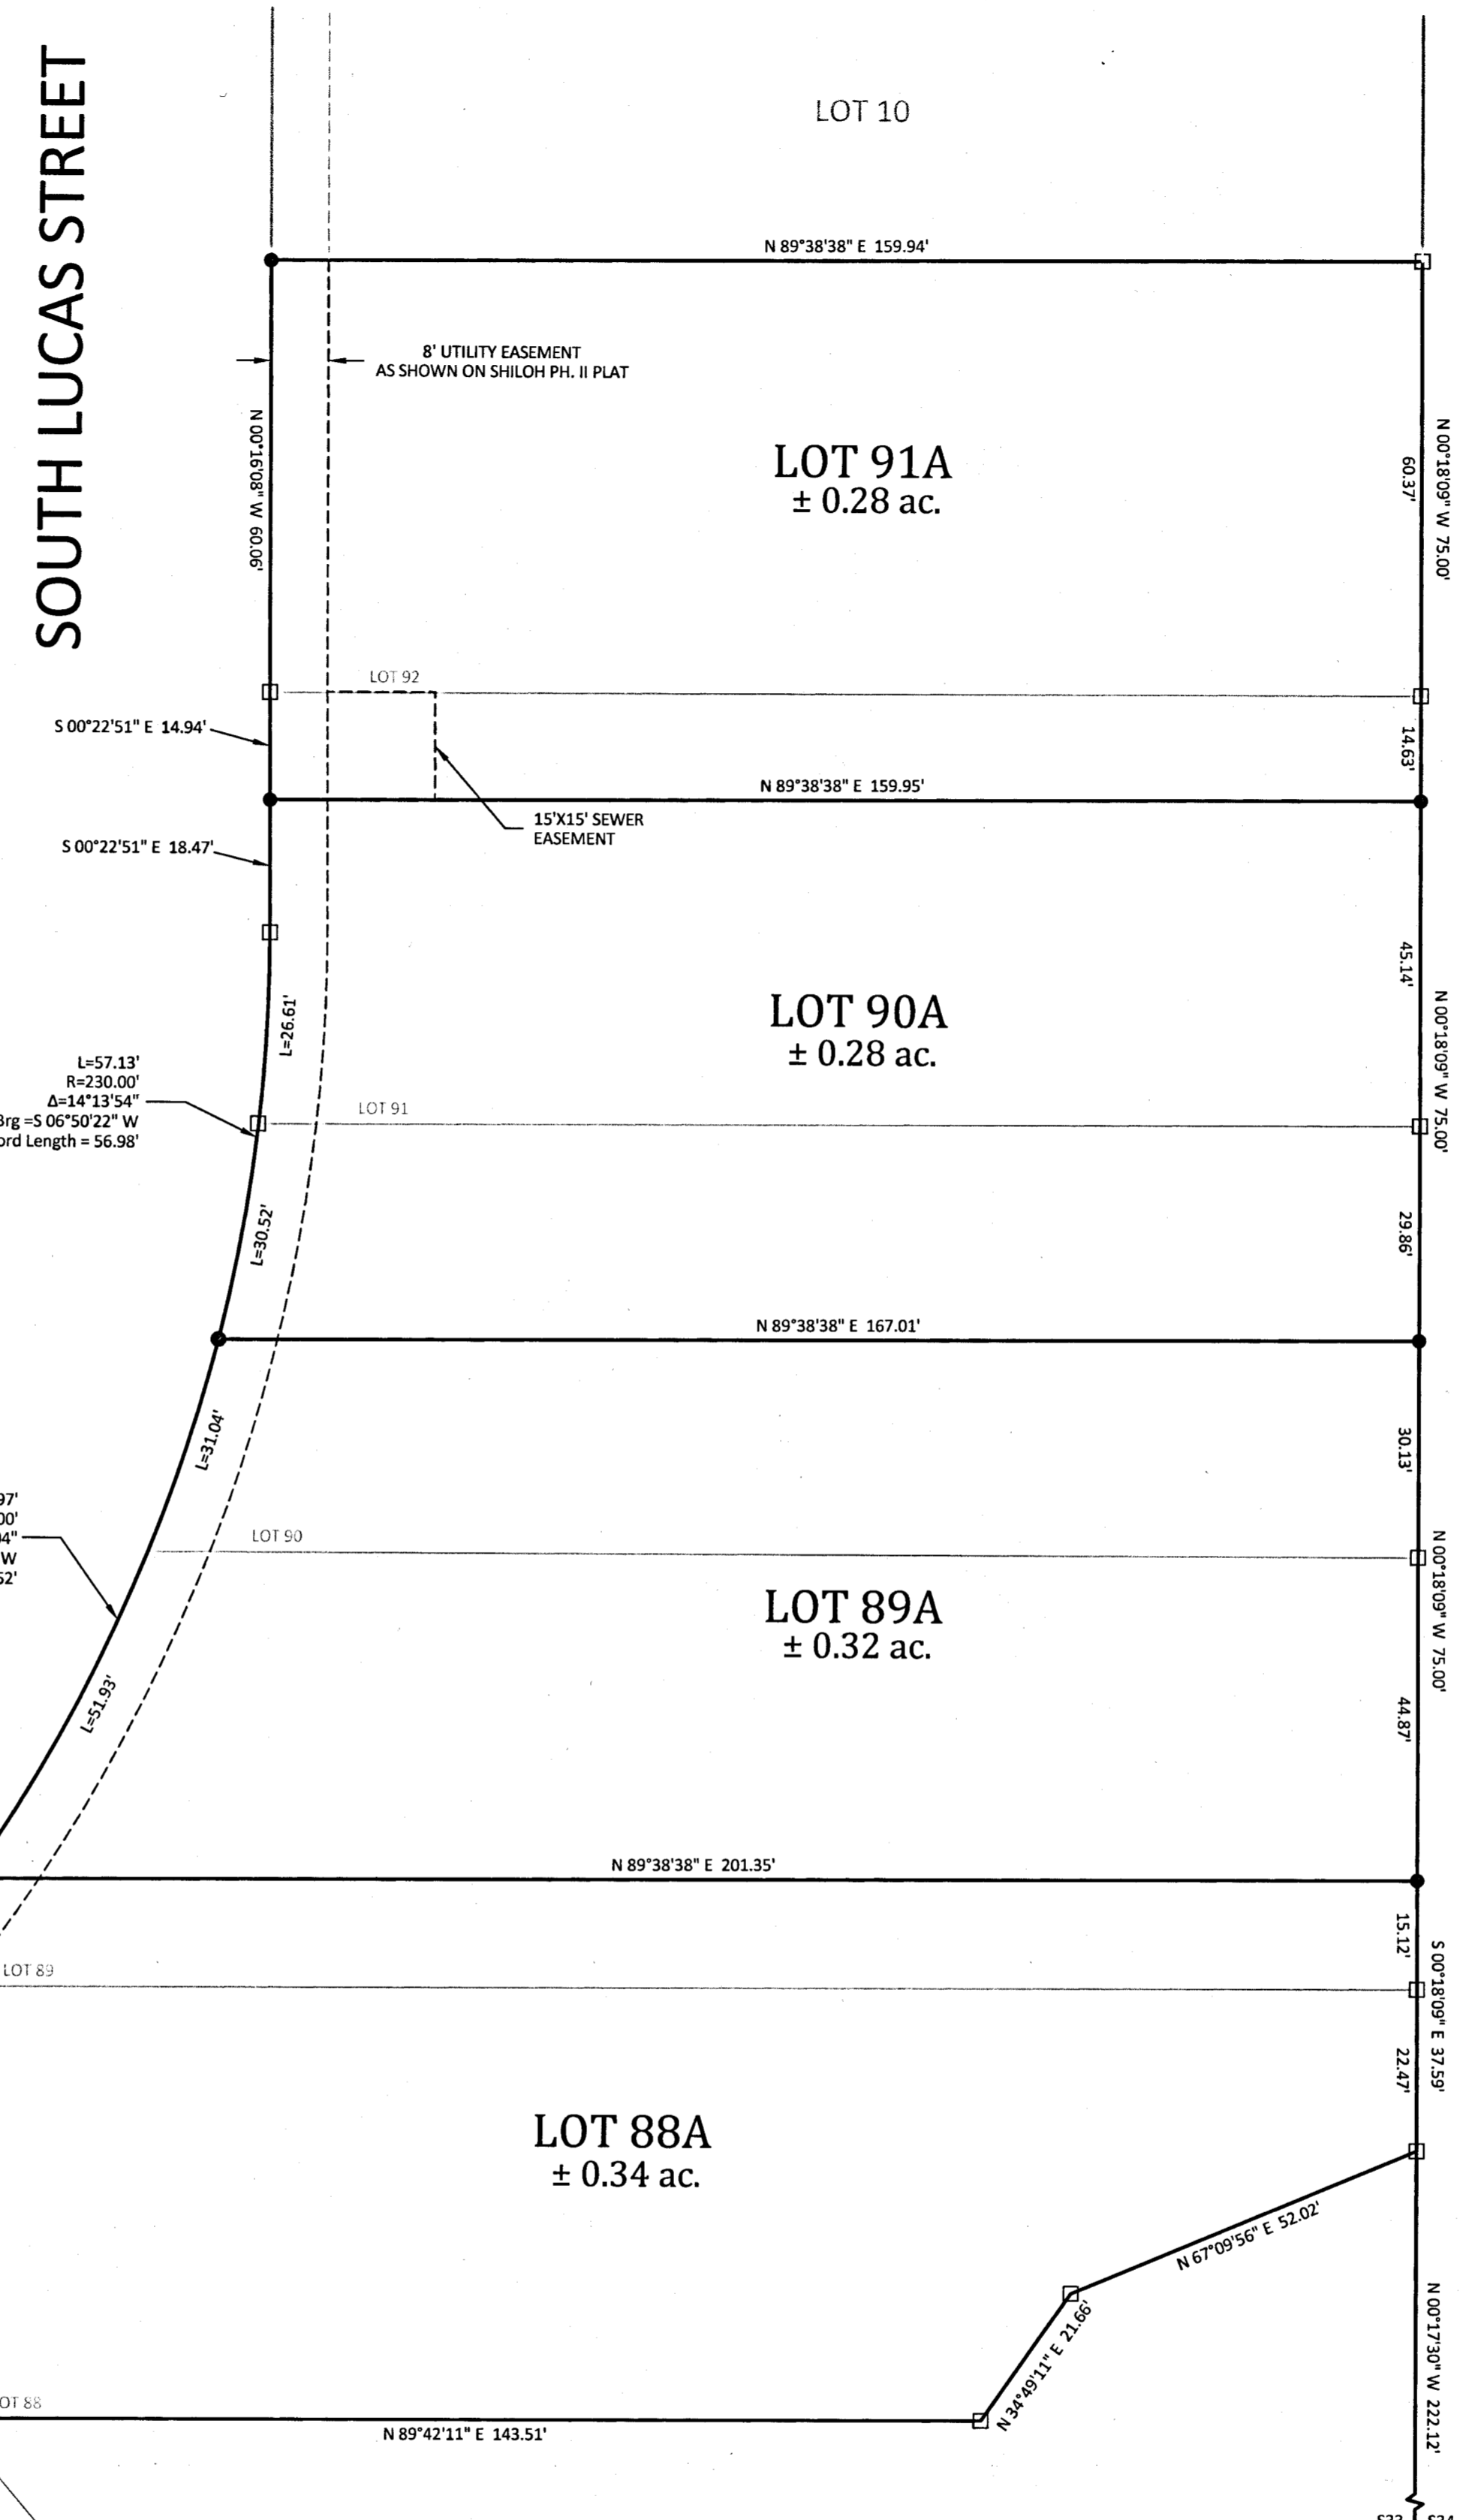 SOUTH LUCAS STREET
LOT 10
N 89°38'38" E 159.94'
8' UTILITY EASEMENT
AS SHOWN ON SHILOH PH. II PLAT
N 00°16'08" W 60.06'
LOT 91A
± 0.28 ac.
60.37'
N 00°18'09" W 75.00'
LOT 92
S 00°22'51" E 14.94'
14.63'
N 89°38'38" E 159.95'
15'X15' SEWER
EASEMENT
S 00°22'51" E 18.47'
45.14'
L=26.61'
LOT 90A
± 0.28 ac.
N 00°18'09" W 75.00'
L=57.13'
R=230.00'
Δ=14°13'54"
Brg =S 06°50'22" W
ord Length = 56.98'
LOT 91
L=30.52'
29.86'
N 89°38'38" E 167.01'
L=31.04'
30.13'
97'
00'
04"
W
52'
LOT 90
LOT 89A
± 0.32 ac.
N 00°18'09" W 75.00'
L=51.93'
44.87'
N 89°38'38" E 201.35'
15.12'
LOT 89
S 00°18'09" E 37.59'
22.47'
LOT 88A
± 0.34 ac.
N 67°09'56" E 52.02'
N 34°49'11" E 21.66'
N 00°17'30" W 222.12'
OT 88
N 89°42'11" E 143.51'